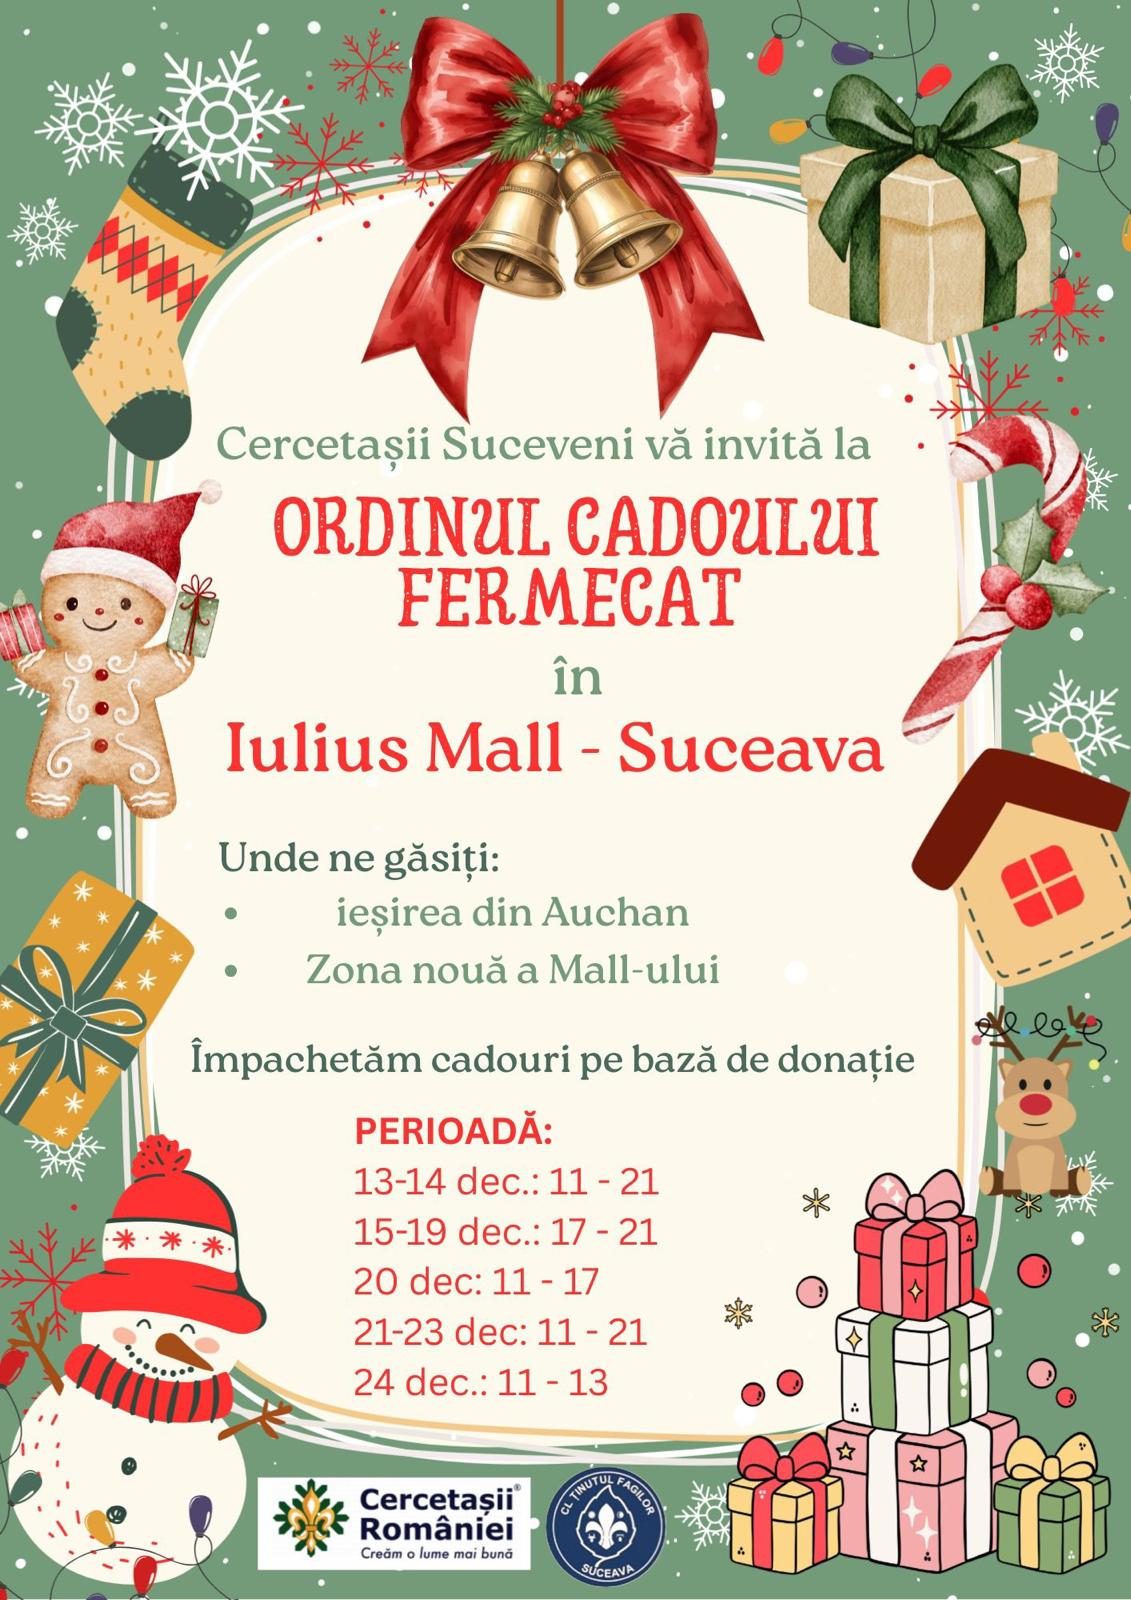 Cercetașii Suceveni vă invită la
ORDINUL CADOULUI
FERMECAT
în
Iulius Mall - Suceava
Unde ne găsiți:
• ieșirea din Auchan
• Zona nouă a Mall-ului
Împachetăm cadouri pe bază de donație
PERIOADĂ:
13-14 dec.: 11 - 21
15-19 dec.: 17 - 21
20 dec: 11 - 17
21-23 dec: 11 - 21
24 dec.: 11 - 13
Cercetașii®
României
Creăm o lume mai bună
CL ȚINUTUL FAGILOR
SUCEAVA